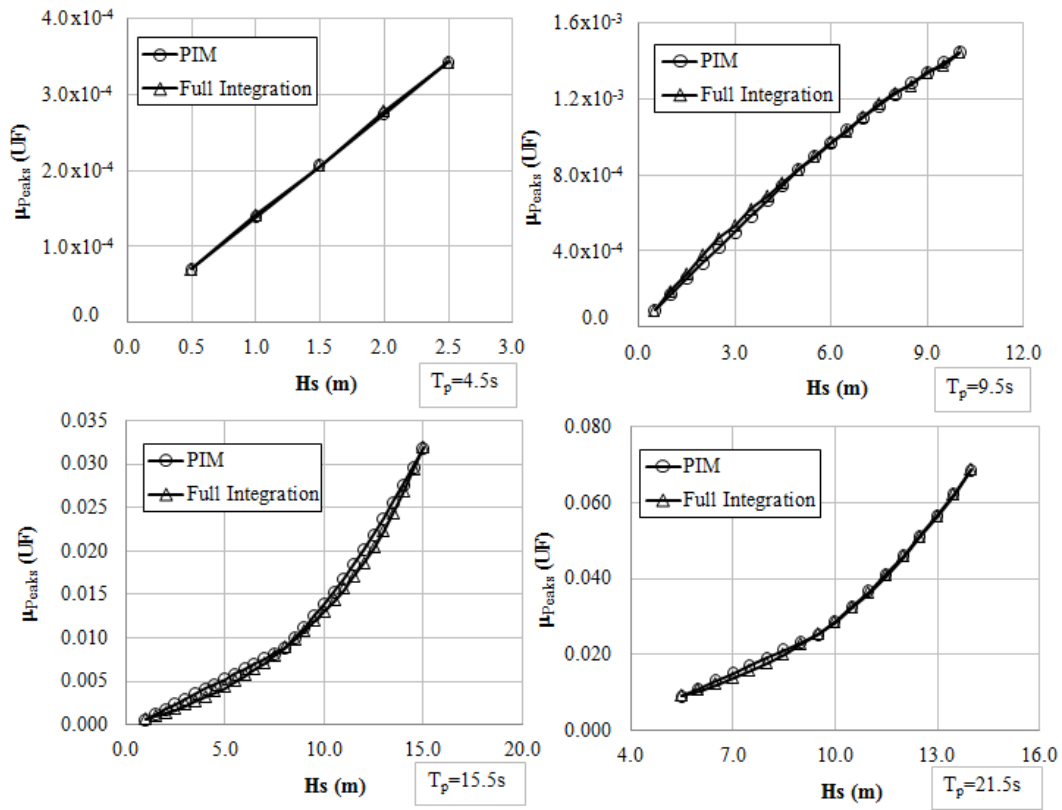 4.0x10⁻⁴
3.0x10⁻⁴
2.0x10⁻⁴
1.0x10⁻⁴
0.0
μPeaks (UF)
PIM
Full Integration
0.0 0.5 1.0 1.5 2.0 2.5 3.0
Hs (m)
Tp=4.5s
1.6x10⁻³
1.2x10⁻³
8.0x10⁻⁴
4.0x10⁻⁴
0.0
μPeaks (UF)
PIM
Full Integration
0.0 3.0 6.0 9.0 12.0
Hs (m)
Tp=9.5s
0.035
0.030
0.025
0.020
0.015
0.010
0.005
0.000
μPeaks (UF)
PIM
Full Integration
0.0 5.0 10.0 15.0 20.0
Hs (m)
Tp=15.5s
0.080
0.060
0.040
0.020
0.000
μPeaks (UF)
PIM
Full Integration
4.0 7.0 10.0 13.0 16.0
Hs (m)
Tp=21.5s